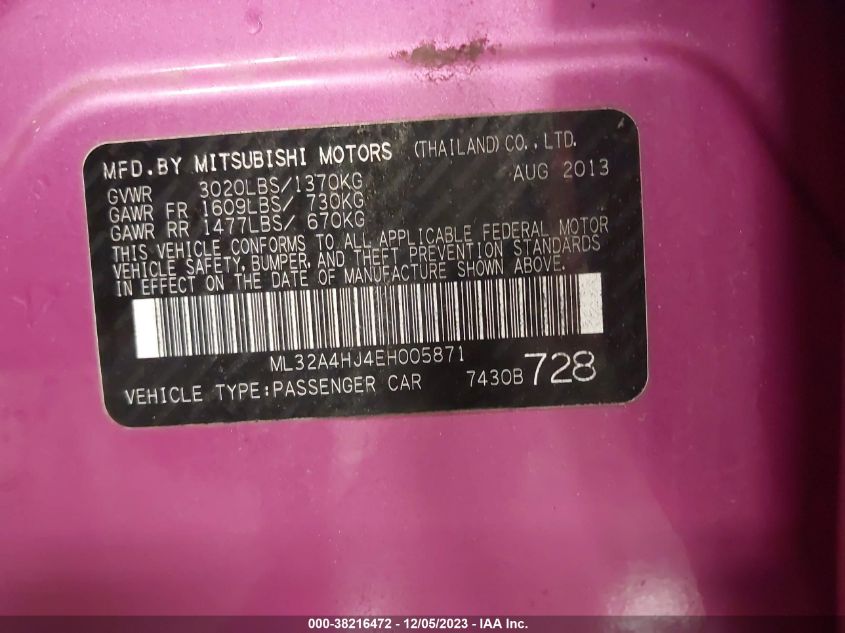 MFD.BY MITSUBISHI MOTORS (THAILAND)CO.,LTD.
GVWR 3020LBS/1370KG AUG 2013
GAWR FR 1609LBS/ 730KG
GAWR RR 1477LBS/ 670KG
THIS VEHICLE CONFORMS TO ALL APPLICABLE FEDERAL MOTOR
VEHICLE SAFETY,BUMPER,AND THEFT PREVENTION STANDARDS
IN EFFECT ON THE DATE OF MANUFACTURE SHOWN ABOVE.
ML32A4HJ4EH005871
VEHICLE TYPE:PASSENGER CAR 7430B 728
000-38216472 - 12/05/2023 - IAA Inc.